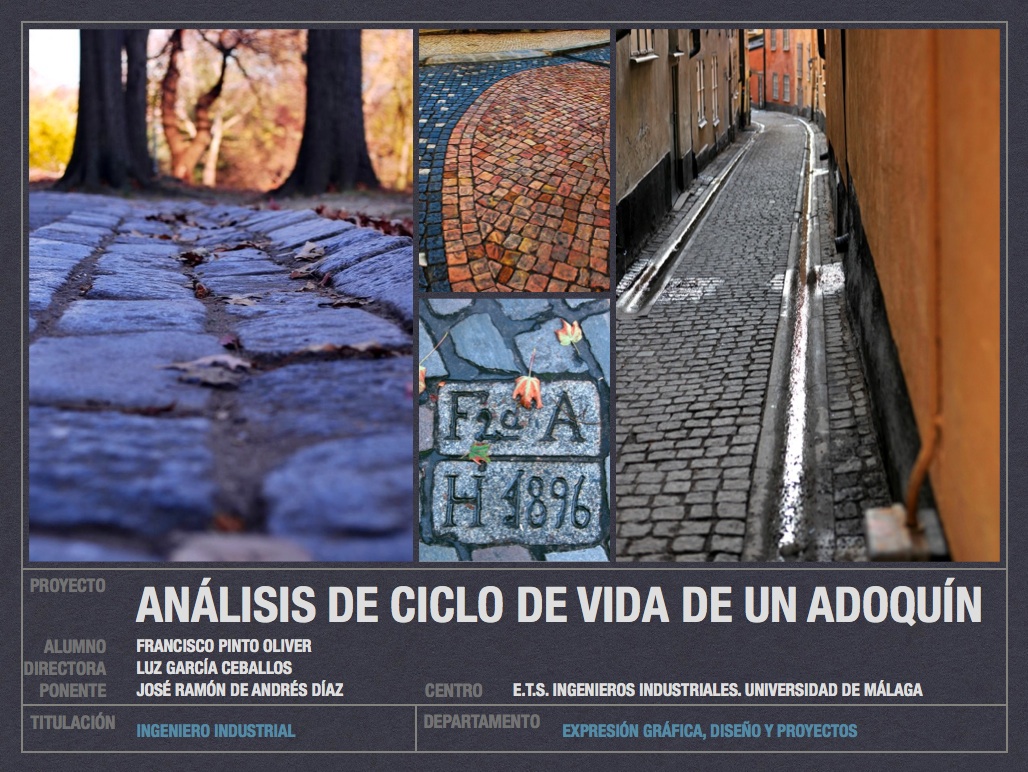 F2a A
H 1896
PROYECTO
ANÁLISIS DE CICLO DE VIDA DE UN ADOQUÍN
ALUMNO FRANCISCO PINTO OLIVER
DIRECTORA LUZ GARCÍA CEBALLOS
PONENTE JOSÉ RAMÓN DE ANDRÉS DÍAZ
CENTRO E.T.S. INGENIEROS INDUSTRIALES. UNIVERSIDAD DE MÁLAGA
TITULACIÓN INGENIERO INDUSTRIAL
DEPARTAMENTO EXPRESIÓN GRÁFICA, DISEÑO Y PROYECTOS